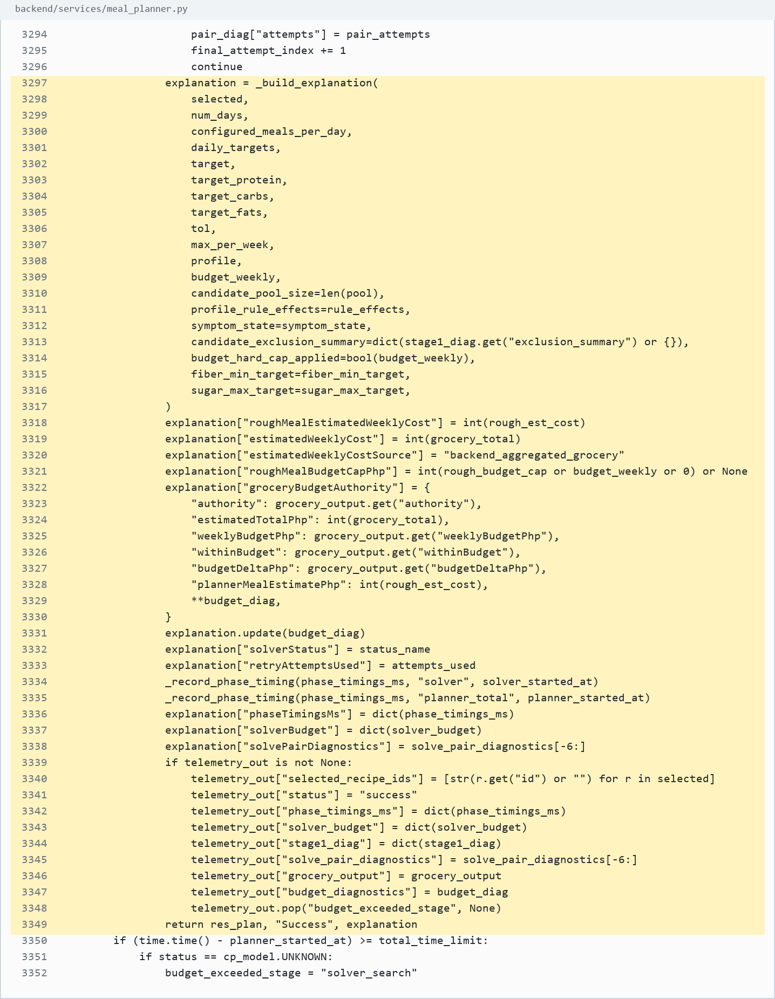 backend/services/meal_planner.py
3294 pair_diag["attempts"] = pair_attempts
3295 final_attempt_index += 1
3296 continue
3297 explanation = _build_explanation(
3298 selected,
3299 num_days,
3300 configured_meals_per_day,
3301 daily_targets,
3302 target,
3303 target_protein,
3304 target_carbs,
3305 target_fats,
3306 tol,
3307 max_per_week,
3308 profile,
3309 budget_weekly,
3310 candidate_pool_size=len(pool),
3311 profile_rule_effects=rule_effects,
3312 symptom_state=symptom_state,
3313 candidate_exclusion_summary=dict(stage1_diag.get("exclusion_summary") or {}),
3314 budget_hard_cap_applied=bool(budget_weekly),
3315 fiber_min_target=fiber_min_target,
3316 sugar_max_target=sugar_max_target,
3317 )
3318 explanation["roughMealEstimatedWeeklyCost"] = int(rough_est_cost)
3319 explanation["estimatedWeeklyCost"] = int(grocery_total)
3320 explanation["estimatedWeeklyCostSource"] = "backend_aggregated_grocery"
3321 explanation["roughMealBudgetCapPhp"] = int(rough_budget_cap or budget_weekly or 0) or None
3322 explanation["groceryBudgetAuthority"] = {
3323 "authority": grocery_output.get("authority"),
3324 "estimatedTotalPhp": int(grocery_total),
3325 "weeklyBudgetPhp": grocery_output.get("weeklyBudgetPhp"),
3326 "withinBudget": grocery_output.get("withinBudget"),
3327 "budgetDeltaPhp": grocery_output.get("budgetDeltaPhp"),
3328 "plannerMealEstimatePhp": int(rough_est_cost),
3329 **budget_diag,
3330 }
3331 explanation.update(budget_diag)
3332 explanation["solverStatus"] = status_name
3333 explanation["retryAttemptsUsed"] = attempts_used
3334 _record_phase_timing(phase_timings_ms, "solver", solver_started_at)
3335 _record_phase_timing(phase_timings_ms, "planner_total", planner_started_at)
3336 explanation["phaseTimingsMs"] = dict(phase_timings_ms)
3337 explanation["solverBudget"] = dict(solver_budget)
3338 explanation["solvePairDiagnostics"] = solve_pair_diagnostics[-6:]
3339 if telemetry_out is not None:
3340 telemetry_out["selected_recipe_ids"] = [str(r.get("id") or "") for r in selected]
3341 telemetry_out["status"] = "success"
3342 telemetry_out["phase_timings_ms"] = dict(phase_timings_ms)
3343 telemetry_out["solver_budget"] = dict(solver_budget)
3344 telemetry_out["stage1_diag"] = dict(stage1_diag)
3345 telemetry_out["solve_pair_diagnostics"] = solve_pair_diagnostics[-6:]
3346 telemetry_out["grocery_output"] = grocery_output
3347 telemetry_out["budget_diagnostics"] = budget_diag
3348 telemetry_out.pop("budget_exceeded_stage", None)
3349 return res_plan, "Success", explanation
3350 if (time.time() - planner_started_at) >= total_time_limit:
3351 if status == cp_model.UNKNOWN:
3352 budget_exceeded_stage = "solver_search"